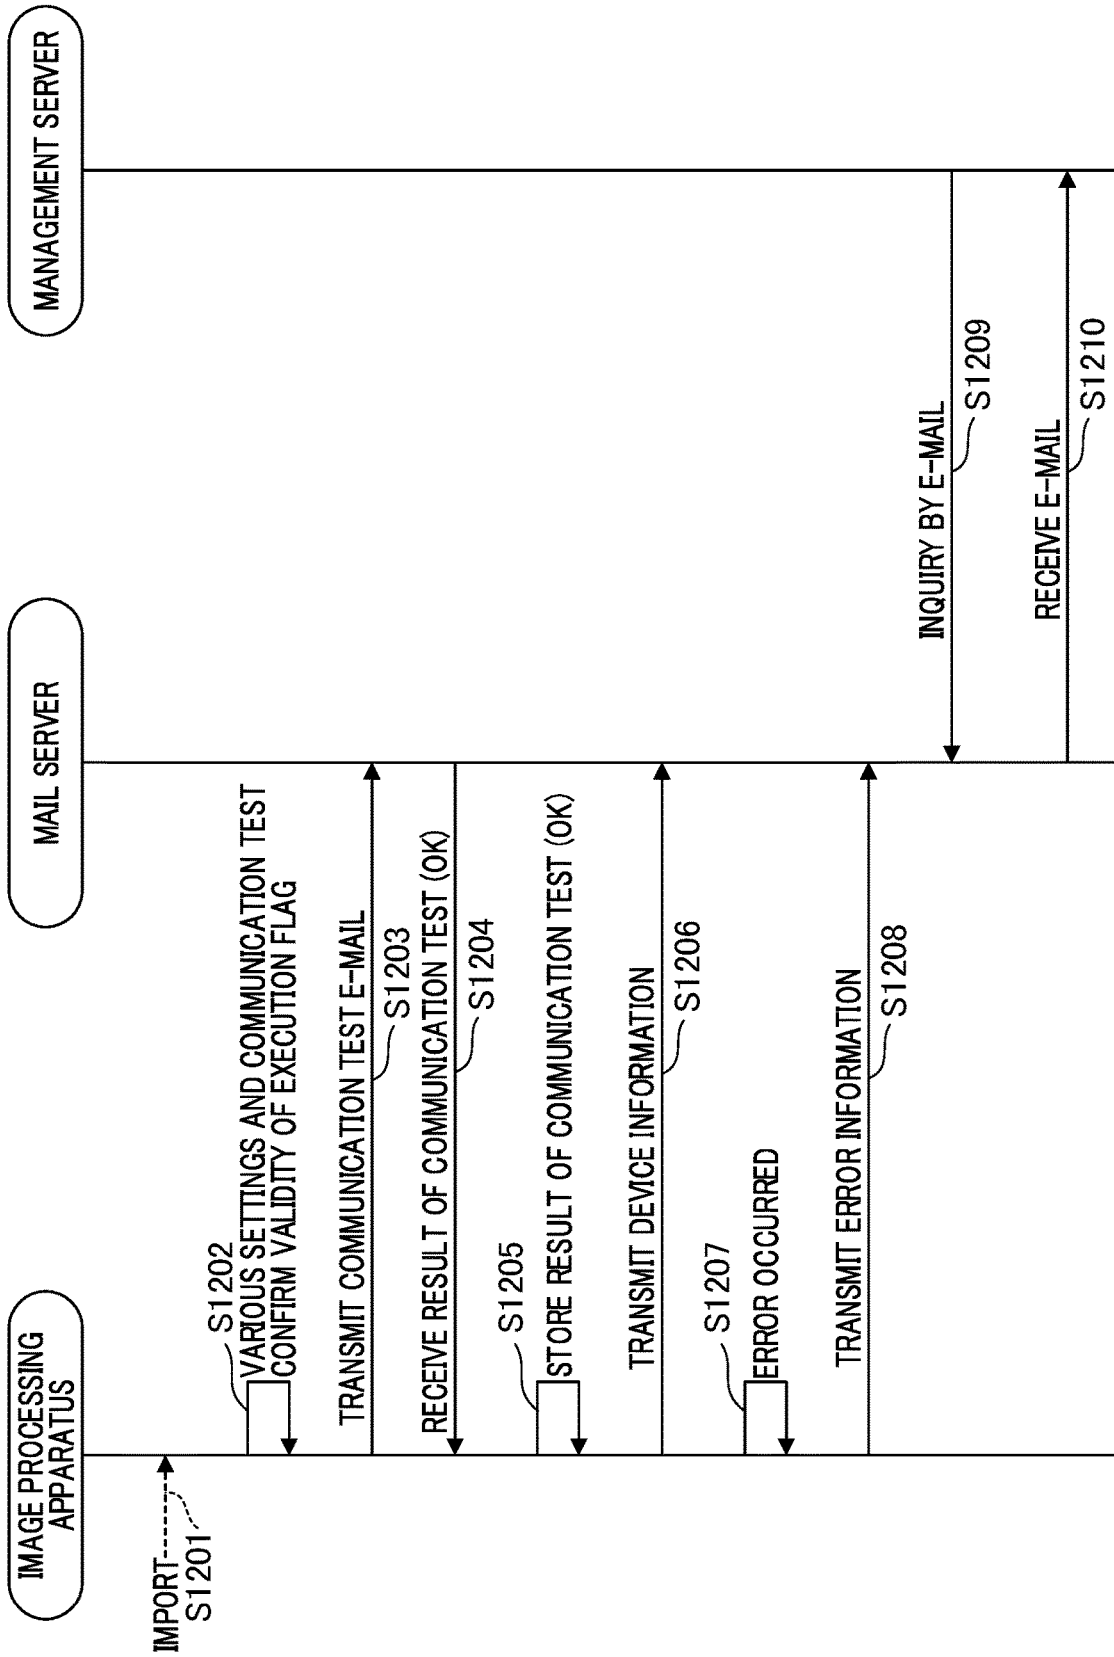 IMAGE PROCESSING
APPARATUS
MAIL SERVER
MANAGEMENT SERVER
IMPORT
S1201
S1202
VARIOUS SETTINGS AND COMMUNICATION TEST
CONFIRM VALIDITY OF EXECUTION FLAG
TRANSMIT COMMUNICATION TEST E-MAIL
S1203
RECEIVE RESULT OF COMMUNICATION TEST (OK)
S1204
S1205
STORE RESULT OF COMMUNICATION TEST (OK)
TRANSMIT DEVICE INFORMATION
S1206
S1207
ERROR OCCURRED
TRANSMIT ERROR INFORMATION
S1208
INQUIRY BY E-MAIL
S1209
RECEIVE E-MAIL
S1210